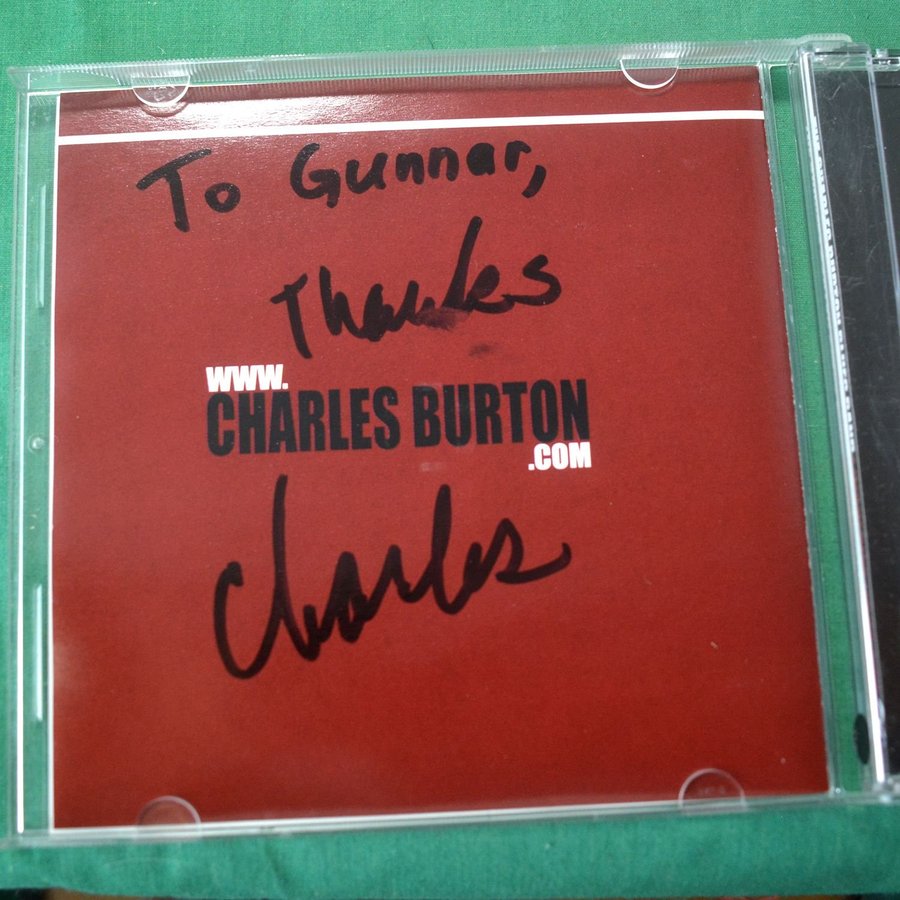 To Gunnar,
Thanks
WWW.
CHARLES BURTON
.COM
Charles